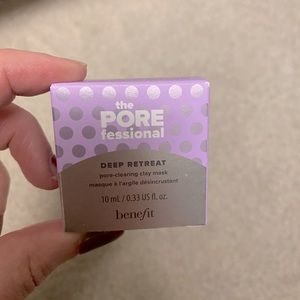 the
PORE
fessional
DEEP RETREAT
pore-clearing clay mask
masque à l'argile désincrustant
10 mL / 0.33 US fl. oz.
benefit